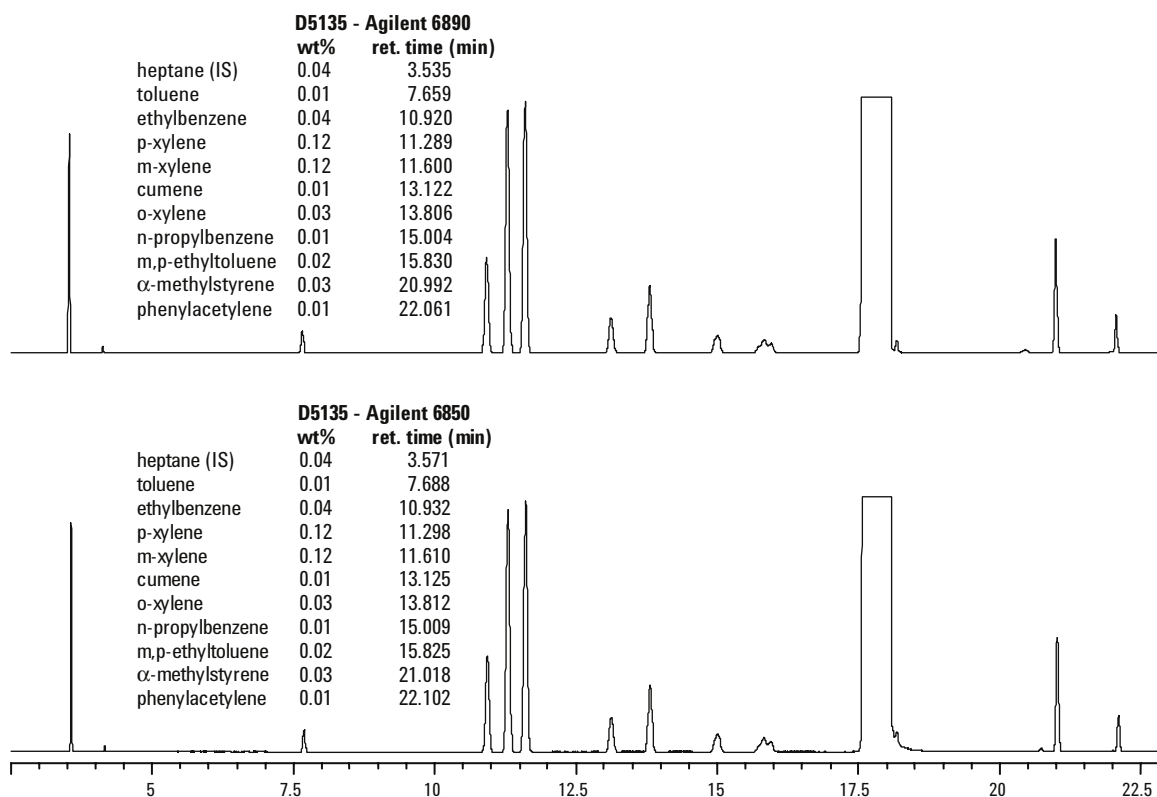 D5135 - Agilent 6890
wt% ret. time (min)
heptane (IS) 0.04 3.535
toluene 0.01 7.659
ethylbenzene 0.04 10.920
p-xylene 0.12 11.289
m-xylene 0.12 11.600
cumene 0.01 13.122
o-xylene 0.03 13.806
n-propylbenzene 0.01 15.004
m,p-ethyltoluene 0.02 15.830
α-methylstyrene 0.03 20.992
phenylacetylene 0.01 22.061
D5135 - Agilent 6850
wt% ret. time (min)
heptane (IS) 0.04 3.571
toluene 0.01 7.688
ethylbenzene 0.04 10.932
p-xylene 0.12 11.298
m-xylene 0.12 11.610
cumene 0.01 13.125
o-xylene 0.03 13.812
n-propylbenzene 0.01 15.009
m,p-ethyltoluene 0.02 15.825
α-methylstyrene 0.03 21.018
phenylacetylene 0.01 22.102
5 7.5 10 12.5 15 17.5 20 22.5